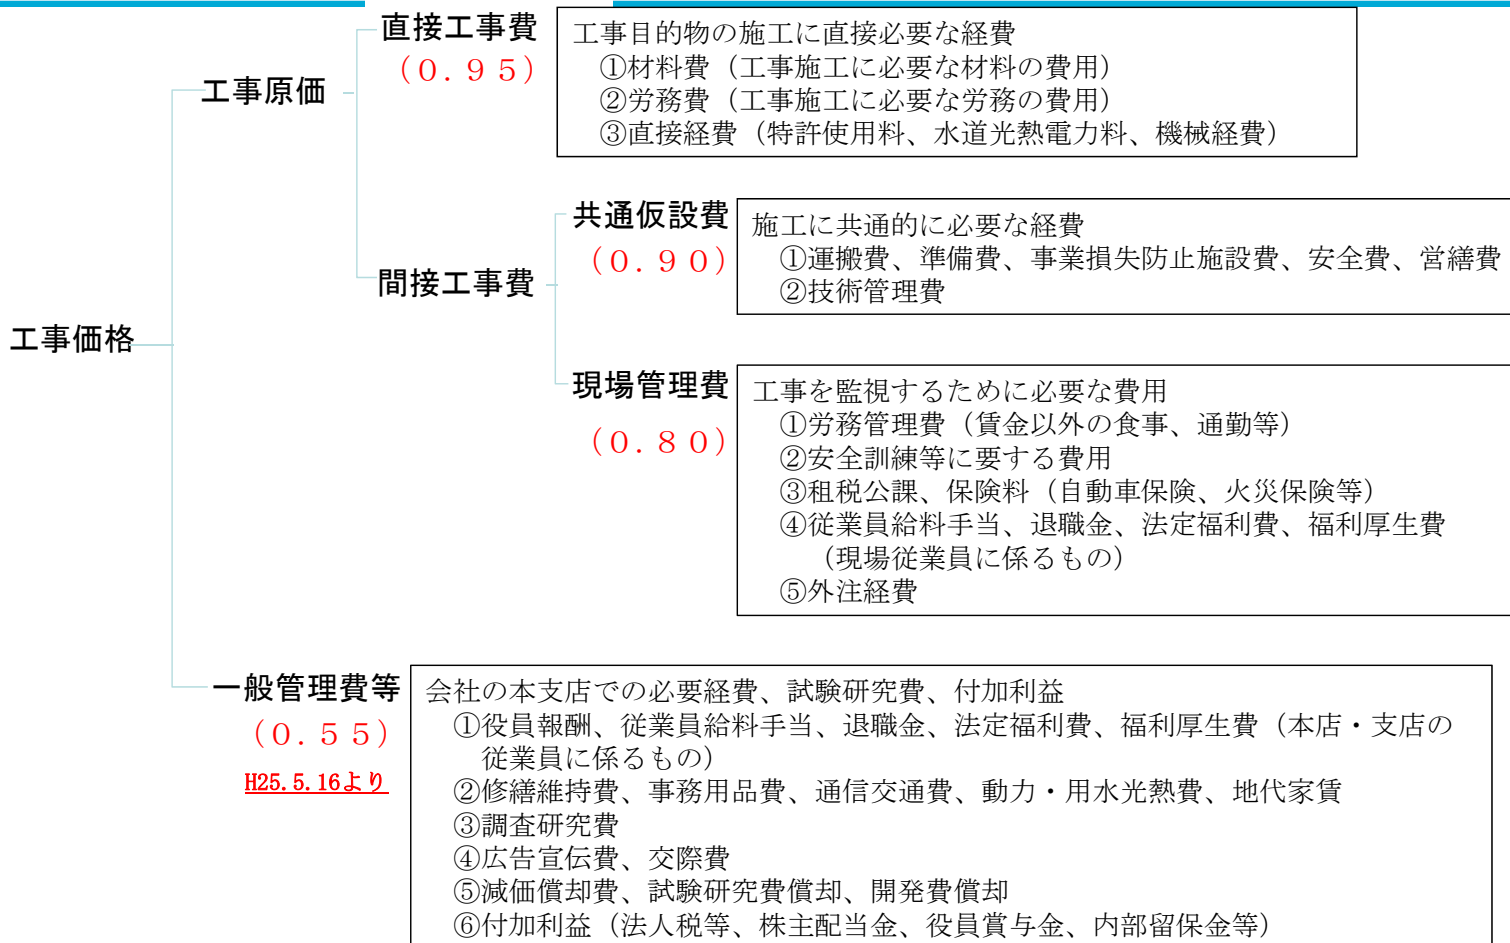 工事価格
工事原価
直接工事費
（０．９５）
工事目的物の施工に直接必要な経費
①材料費（工事施工に必要な材料の費用）
②労務費（工事施工に必要な労務の費用）
③直接経費（特許使用料、水道光熱電力料、機械経費）
間接工事費
共通仮設費
（０．９０）
施工に共通的に必要な経費
①運搬費、準備費、事業損失防止施設費、安全費、営繕費
②技術管理費
現場管理費
（０．８０）
工事を監視するために必要な費用
①労務管理費（賃金以外の食事、通勤等）
②安全訓練等に要する費用
③租税公課、保険料（自動車保険、火災保険等）
④従業員給料手当、退職金、法定福利費、福利厚生費
（現場従業員に係るもの）
⑤外注経費
一般管理費等
（０．５５）
H25.5.16より
会社の本支店での必要経費、試験研究費、付加利益
①役員報酬、従業員給料手当、退職金、法定福利費、福利厚生費（本店・支店の
従業員に係るもの）
②修繕維持費、事務用品費、通信交通費、動力・用水光熱費、地代家賃
③調査研究費
④広告宣伝費、交際費
⑤減価償却費、試験研究費償却、開発費償却
⑥付加利益（法人税等、株主配当金、役員賞与金、内部留保金等）